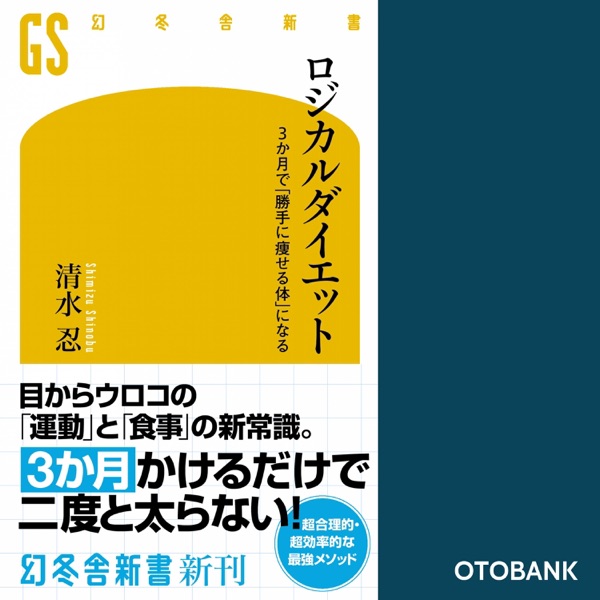 GS 幻冬舎新書
ロジカルダイエット
3か月で「勝手に痩せる体」になる
清水 忍
Shimizu Shinobu
目からウロコの
「運動」と「食事」の新常識。
3か月かけるだけで
二度と太らない!
超合理的・
超効率的な
最強メソッド
幻冬舎新書 新刊
OTOBANK